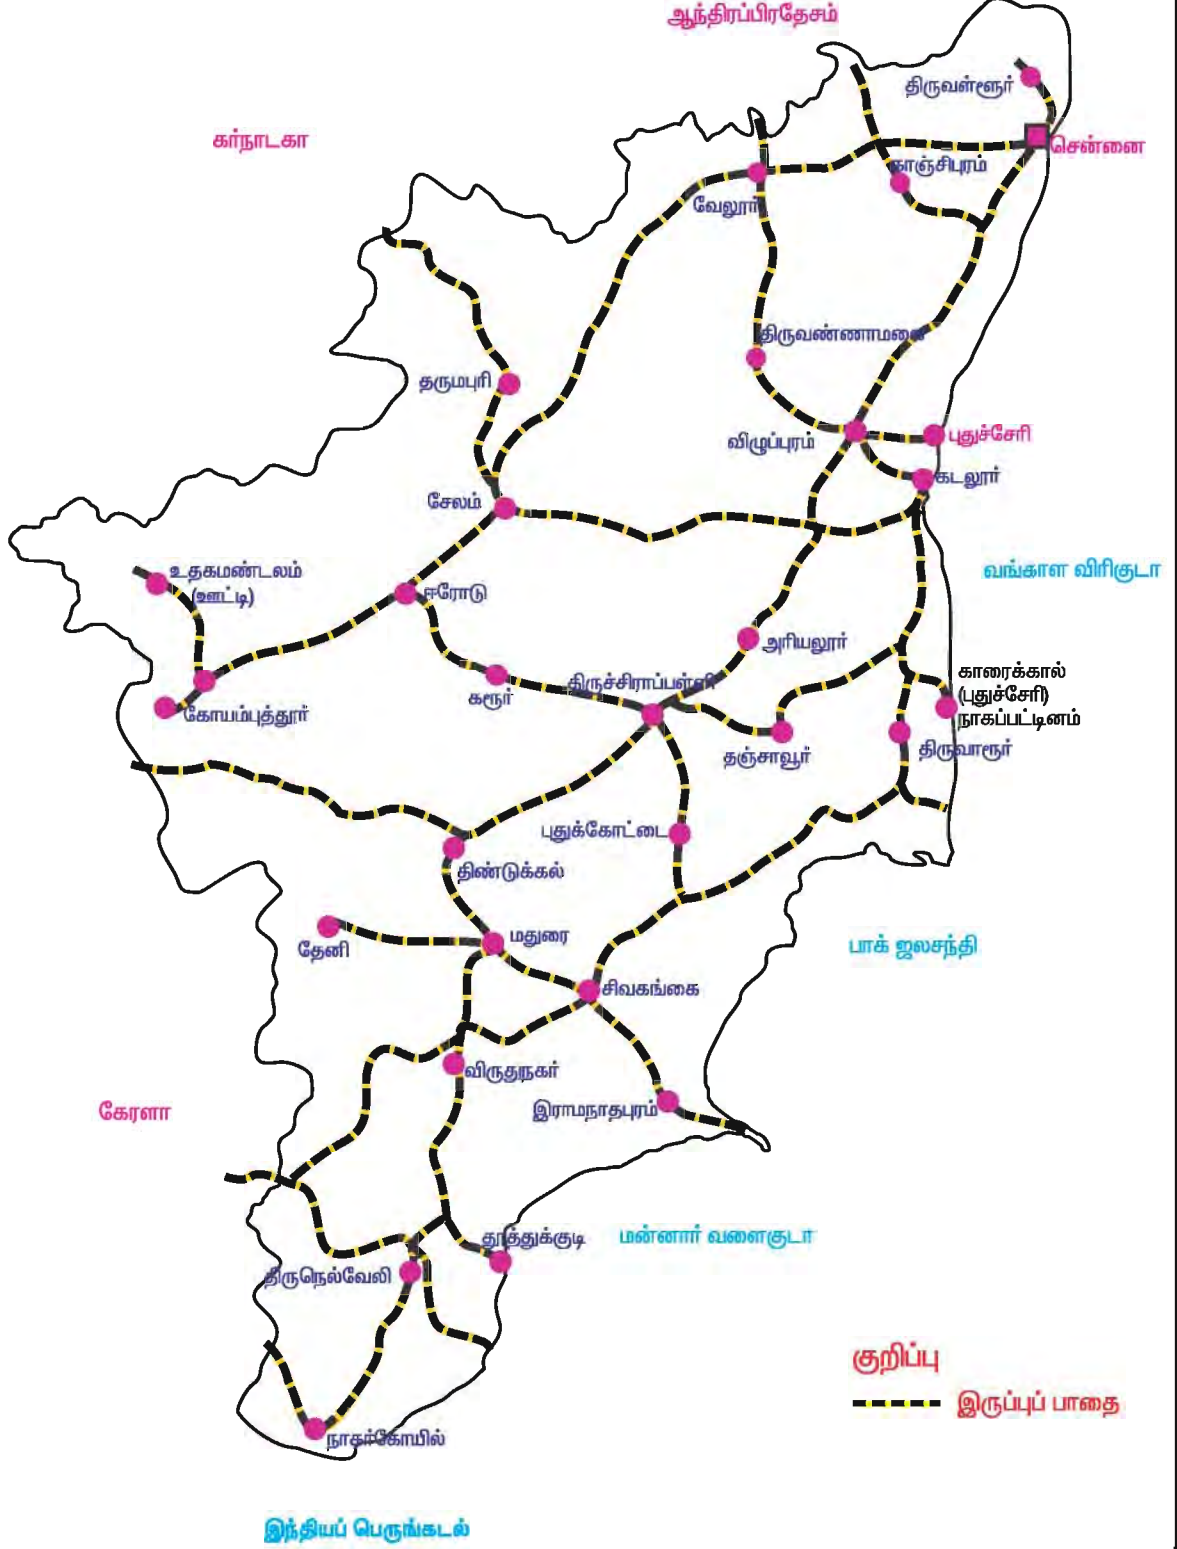 ஆந்திரப்பிரதேசம்
திருவள்ளூர்
கர்நாடகா
சென்னை
காஞ்சிபுரம்
வேலூர்
திருவண்ணாமலை
தருமபுரி
விழுப்புரம்
புதுச்சேரி
கடலூர்
சேலம்
வங்காள விரிகுடா
உதகமண்டலம்
(ஊட்டி)
ஈரோடு
அரியலூர்
காரைக்கால்
(புதுச்சேரி)
நாகப்பட்டினம்
கரூர்
திருச்சிராப்பள்ளி
கோயம்புத்தூர்
தஞ்சாவூர்
திருவாரூர்
புதுக்கோட்டை
திண்டுக்கல்
தேனி
மதுரை
பாக் ஜலசந்தி
சிவகங்கை
விருதுநகர்
கேரளா
இராமநாதபுரம்
தூத்துக்குடி
மன்னார் வளைகுடா
திருநெல்வேலி
குறிப்பு
இருப்புப் பாதை
நாகர்கோயில்
இந்தியப் பெருங்கடல்